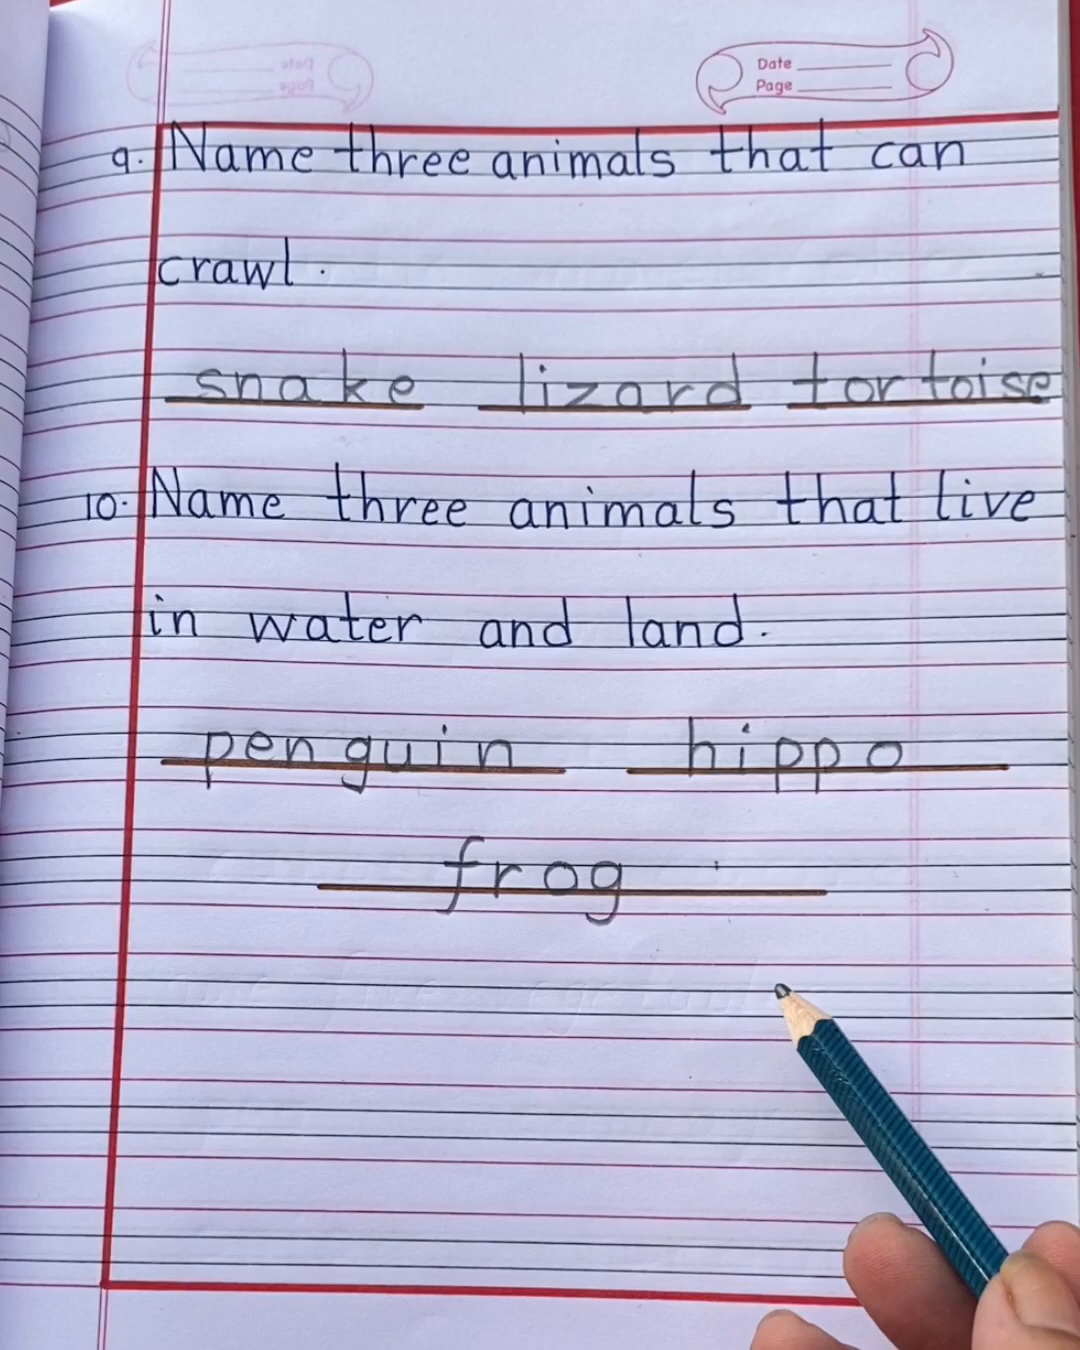 Date
Page
9. Name three animals that can
crawl.
snake lizard tortoise
10. Name three animals that live
in water and land.
penguin hippo
frog